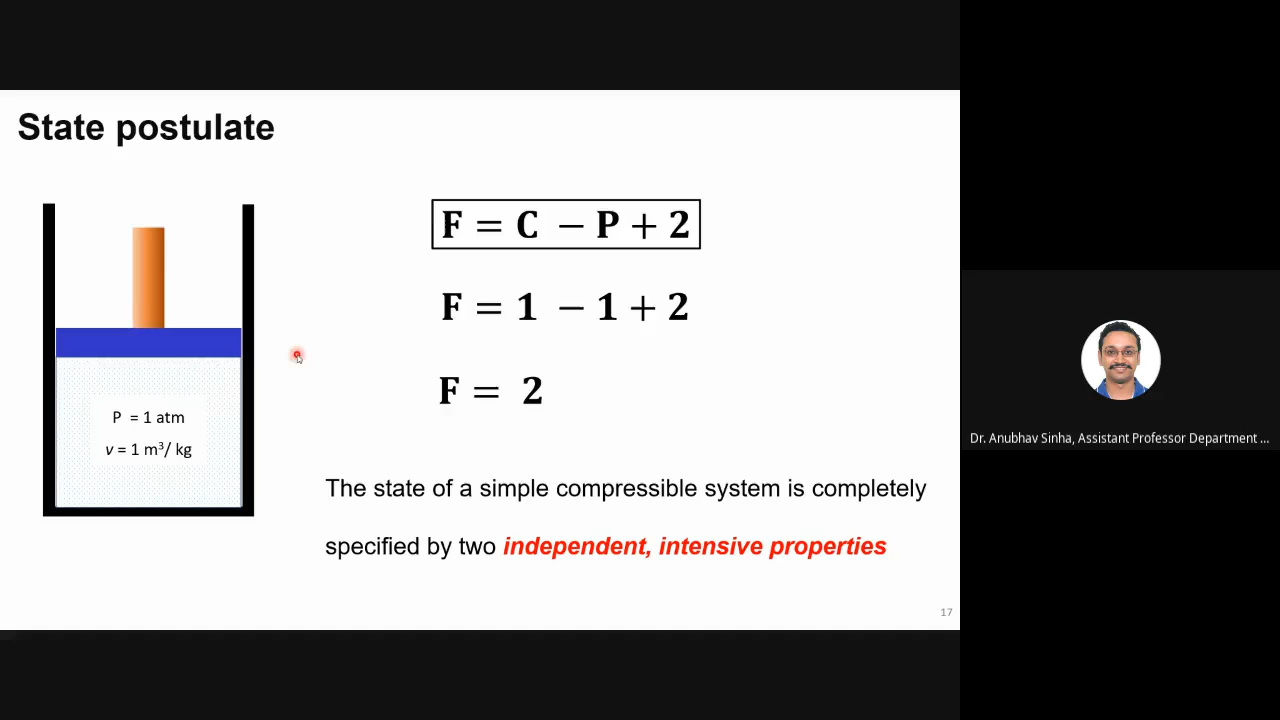 State postulate
F = C − P + 2
F = 1 − 1 + 2
F = 2
P = 1 atm
v = 1 m³/ kg
The state of a simple compressible system is completely
specified by two independent, intensive properties
17
Dr. Anubhav Sinha, Assistant Professor Department ...